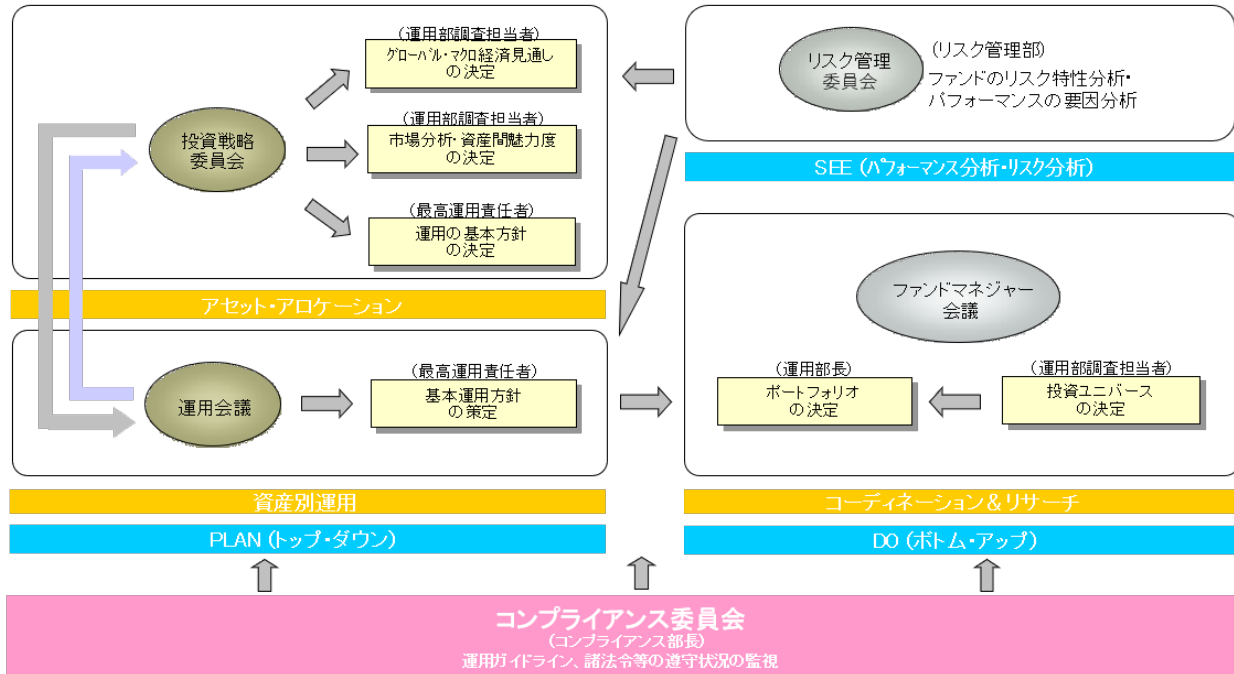 (運用部調査担当者)
グローバル・マクロ経済見通し
の決定
投資戦略
委員会
(運用部調査担当者)
市場分析・資産間魅力度
の決定
(最高運用責任者)
運用の基本方針
の決定
アセット・アロケーション
リスク管理
委員会
(リスク管理部)
ファンドのリスク特性分析・
パフォーマンスの要因分析
SEE (パフォーマンス分析・リスク分析)
運用会議
(最高運用責任者)
基本運用方針
の策定
資産別運用
PLAN (トップ・ダウン)
ファンドマネジャー
会議
(運用部長)
ポートフォリオ
の決定
(運用部調査担当者)
投資ユニバース
の決定
コーディネーション&リサーチ
DO (ボトム・アップ)
コンプライアンス委員会
(コンプライアンス部長)
運用ガイドライン、諸法令等の遵守状況の監視